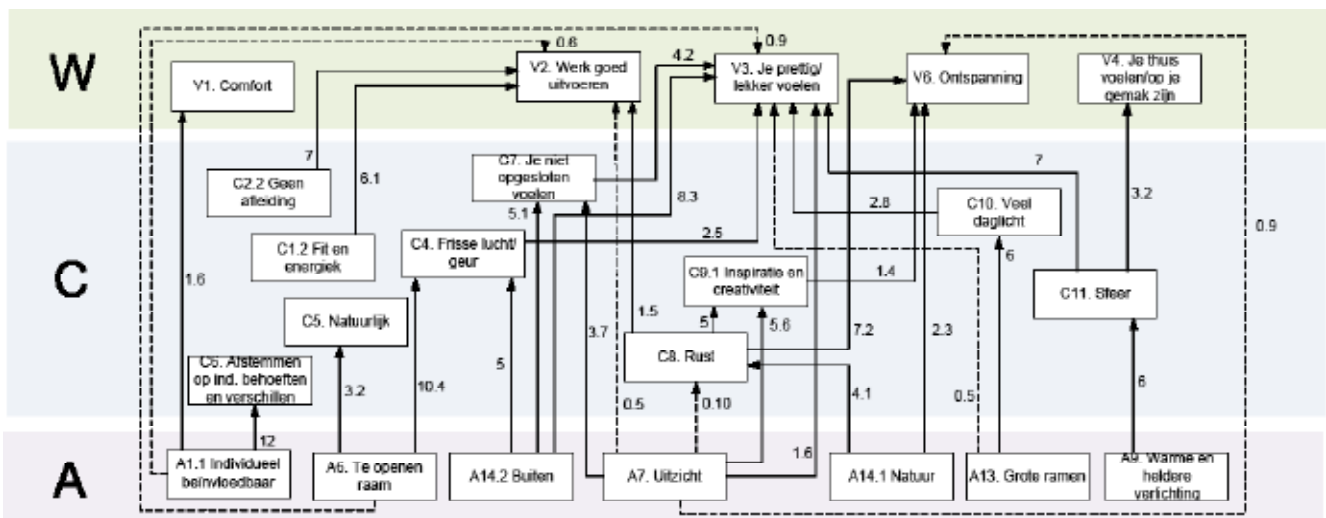 W
0.6
0.9
4.2
V1. Comfort
V2. Werk goed
uitvoeren
V3. Je prettig/
lekker voelen
V6. Ontspanning
V4. Je thuis
voelen/op je
gemak zijn
C
7
6.1
C2.2 Geen
afleiding
C7. Je niet
opgesloten
voelen
8.3
7
3.2
2.8
C10. Veel
daglicht
0.9
5.1
C1.2 Fit en
energiek
C4. Frisse lucht/
geur
2.5
6
1.6
C9.1 Inspiratie en
creativiteit
1.4
C11. Sfeer
C5. Natuurlijk
1.5
5
5.6
3.7
7.2
2.3
C8. Rust
C6. Afstemmen
op ind. behoeften
en verschillen
3.2
10.4
5
6
0.5
0.10
4.1
0.5
12
1.6
A
A1.1 Individueel
beïnvloedbaar
A6. Te openen
raam
A14.2 Buiten
A7. Uitzicht
A14.1 Natuur
A13. Grote ramen
A9. Warme en
heldere
verlichting